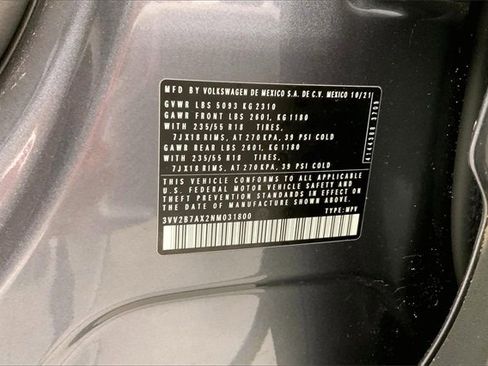 MFD BY VOLKSWAGEN DE MEXICO S.A. DE C.V. MEXICO 10/21
GVWR LBS 5093 KG 2310
GAWR FRONT LBS 2601, KG 1180
WITH 235/55 R18 TIRES,
7JX18 RIMS, AT 270 KPA, 39 PSI COLD
GAWR REAR LBS 2601, KG 1180
WITH 235/55 R18 TIRES,
7JX18 RIMS, AT 270 KPA, 39 PSI COLD
THIS VEHICLE CONFORMS TO ALL APPLICABLE
U.S. FEDERAL MOTOR VEHICLE SAFETY AND
THEFT PREVENTION STANDARDS IN EFFECT ON
THE DATE OF MANUFACTURE SHOWN ABOVE.
3VV2B7AX2NM031800
TYPE: MPV